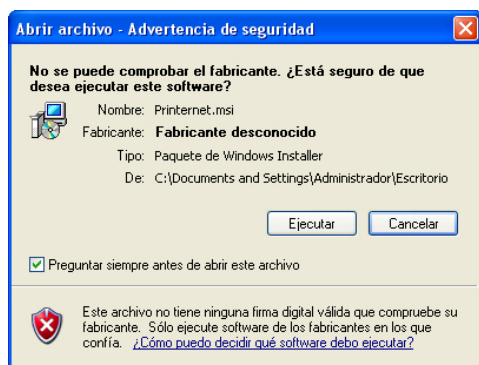 Abrir archivo - Advertencia de seguridad
No se puede comprobar el fabricante. ¿Está seguro de que
desea ejecutar este software?
Nombre: Printernet.msi
Fabricante: Fabricante desconocido
Tipo: Paquete de Windows Installer
De: C:\Documents and Settings\Administrador\Escritorio
Ejecutar Cancelar
Preguntar siempre antes de abrir este archivo
Este archivo no tiene ninguna firma digital válida que compruebe su
fabricante. Sólo ejecute software de los fabricantes en los que
confía. ¿Cómo puedo decidir qué software debo ejecutar?